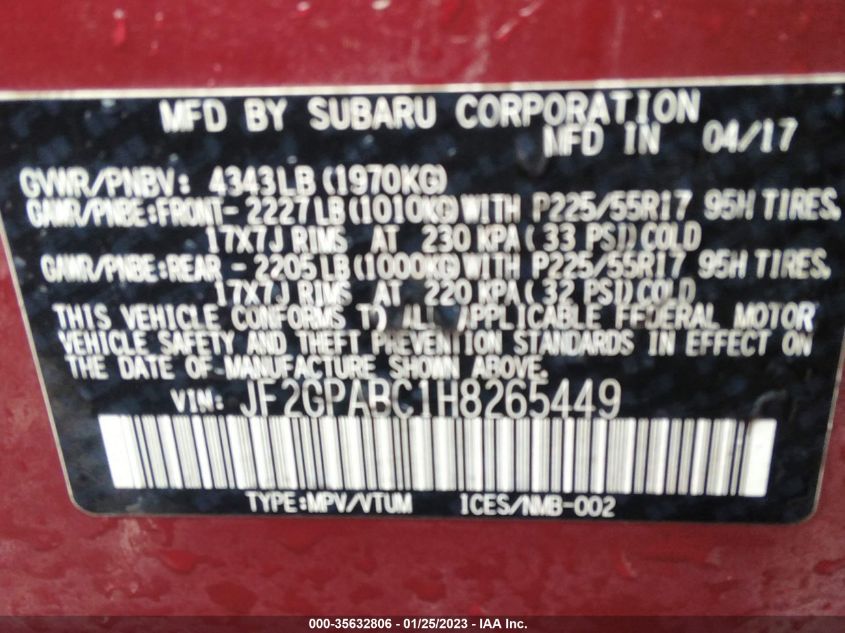 MFD BY SUBARU CORPORATION
MFD IN 04/17
GVWR/PNBV: 4343LB (1970KG)
GAWR/PNBE:FRONT- 2227LB(1010KG)WITH P225/55R17 95H TIRES,
17X7J RIMS AT 230 KPA(33 PSI)COLD
GAWR/PNBE:REAR - 2205LB(1000KG)WITH P225/55R17 95H TIRES,
17X7J RIMS AT 220 KPA(32 PSI)COLD
THIS VEHICLE CONFORMS TO ALL APPLICABLE FEDERAL MOTOR
VEHICLE SAFETY AND THEFT PREVENTION STANDARDS IN EFFECT ON
THE DATE OF MANUFACTURE SHOWN ABOVE.
VIN: JF2GPABC1H8265449
TYPE:MPV/VTUM ICES/NMB-002
000-35632806 / 01/25/2023 / IAA Inc.